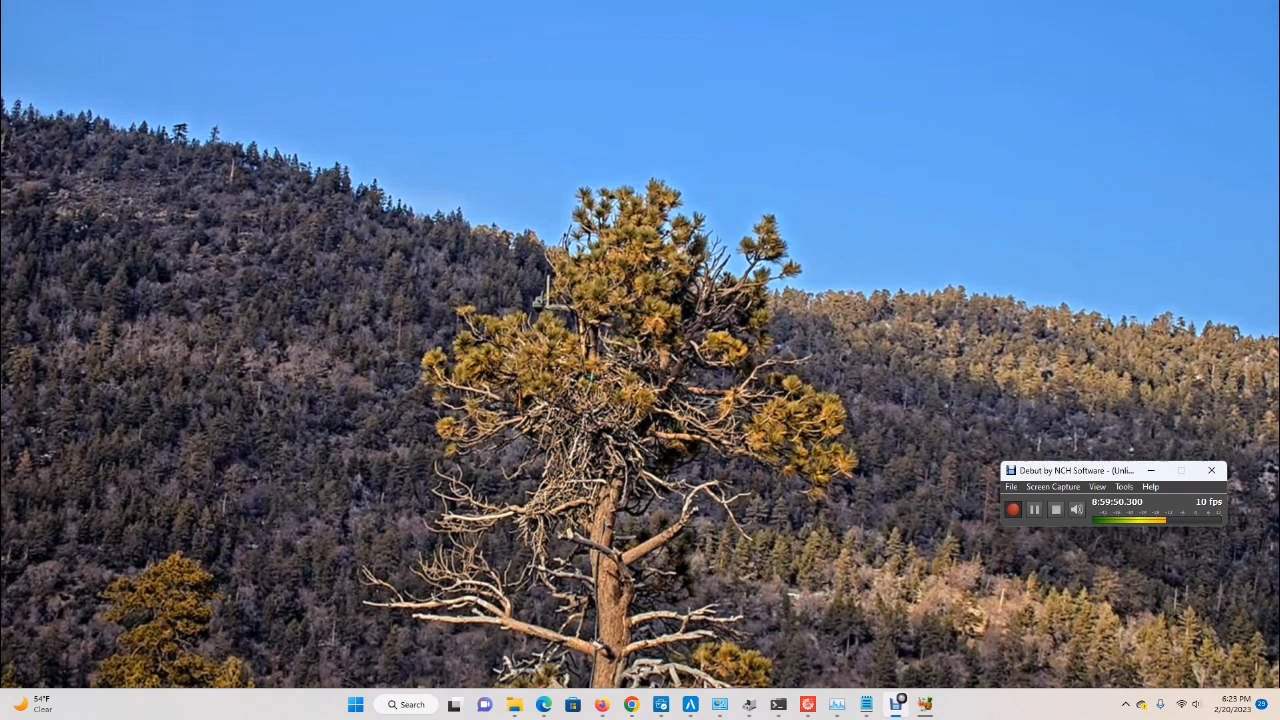 Debut by NCH Software - (Unli...
File Screen Capture View Tools Help
8:59:50.300 10 fps
54°F
Clear
Search
6:23 PM
2/20/2023
29